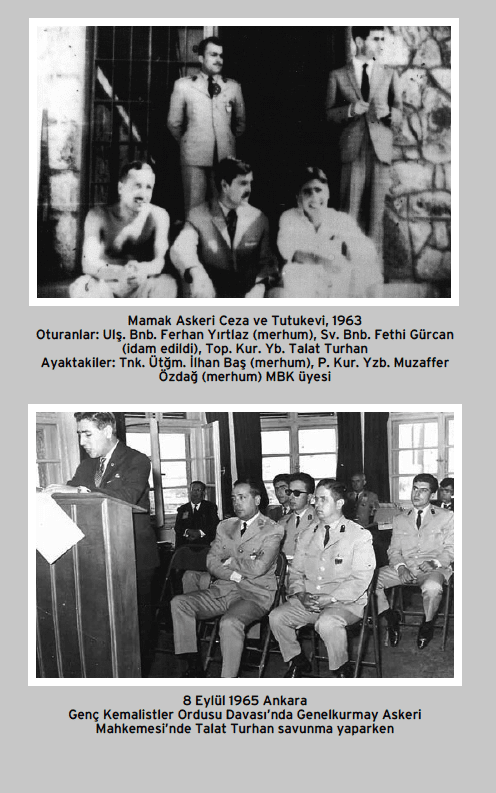 Mamak Askeri Ceza ve Tutukevi, 1963
Oturanlar: Ulş. Bnb. Ferhan Yırtlaz (merhum), Sv. Bnb. Fethi Gürcan
(idam edildi), Top. Kur. Yb. Talat Turhan
Ayaktakiler: Tnk. Ütğm. İlhan Baş (merhum), P. Kur. Yzb. Muzaffer
Özdağ (merhum) MBK üyesi
8 Eylül 1965 Ankara
Genç Kemalistler Ordusu Davası'nda Genelkurmay Askeri
Mahkemesi'nde Talat Turhan savunma yaparken